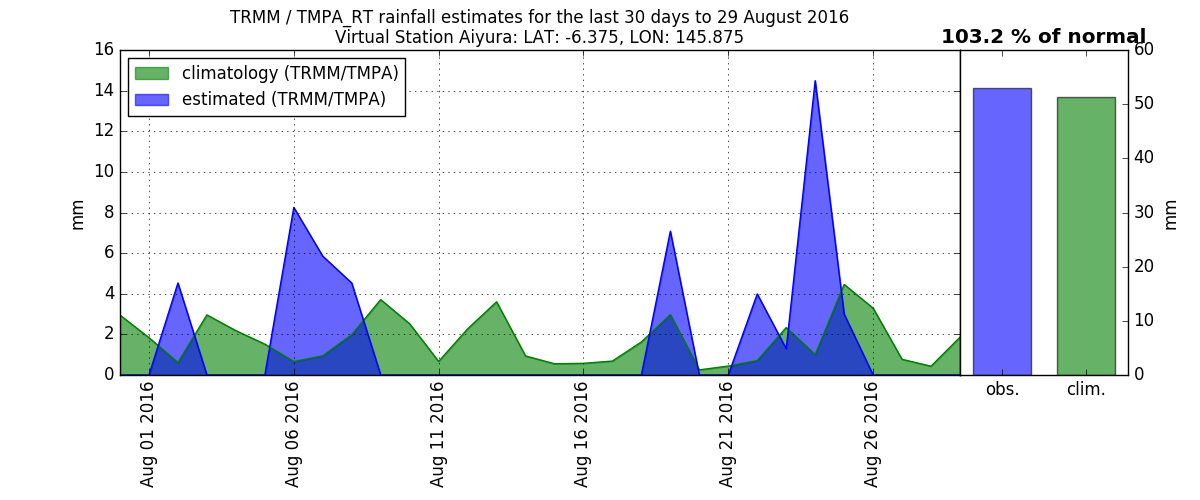 TRMM / TMPA_RT rainfall estimates for the last 30 days to 29 August 2016
Virtual Station Aiyura: LAT: -6.375, LON: 145.875
103.2 % of normal
climatology (TRMM/TMPA)
estimated (TRMM/TMPA)
mm
16
14
12
10
8
6
4
2
0
Aug 01 2016
Aug 06 2016
Aug 11 2016
Aug 16 2016
Aug 21 2016
Aug 26 2016
60
50
40
30
20
10
0
mm
obs.
clim.